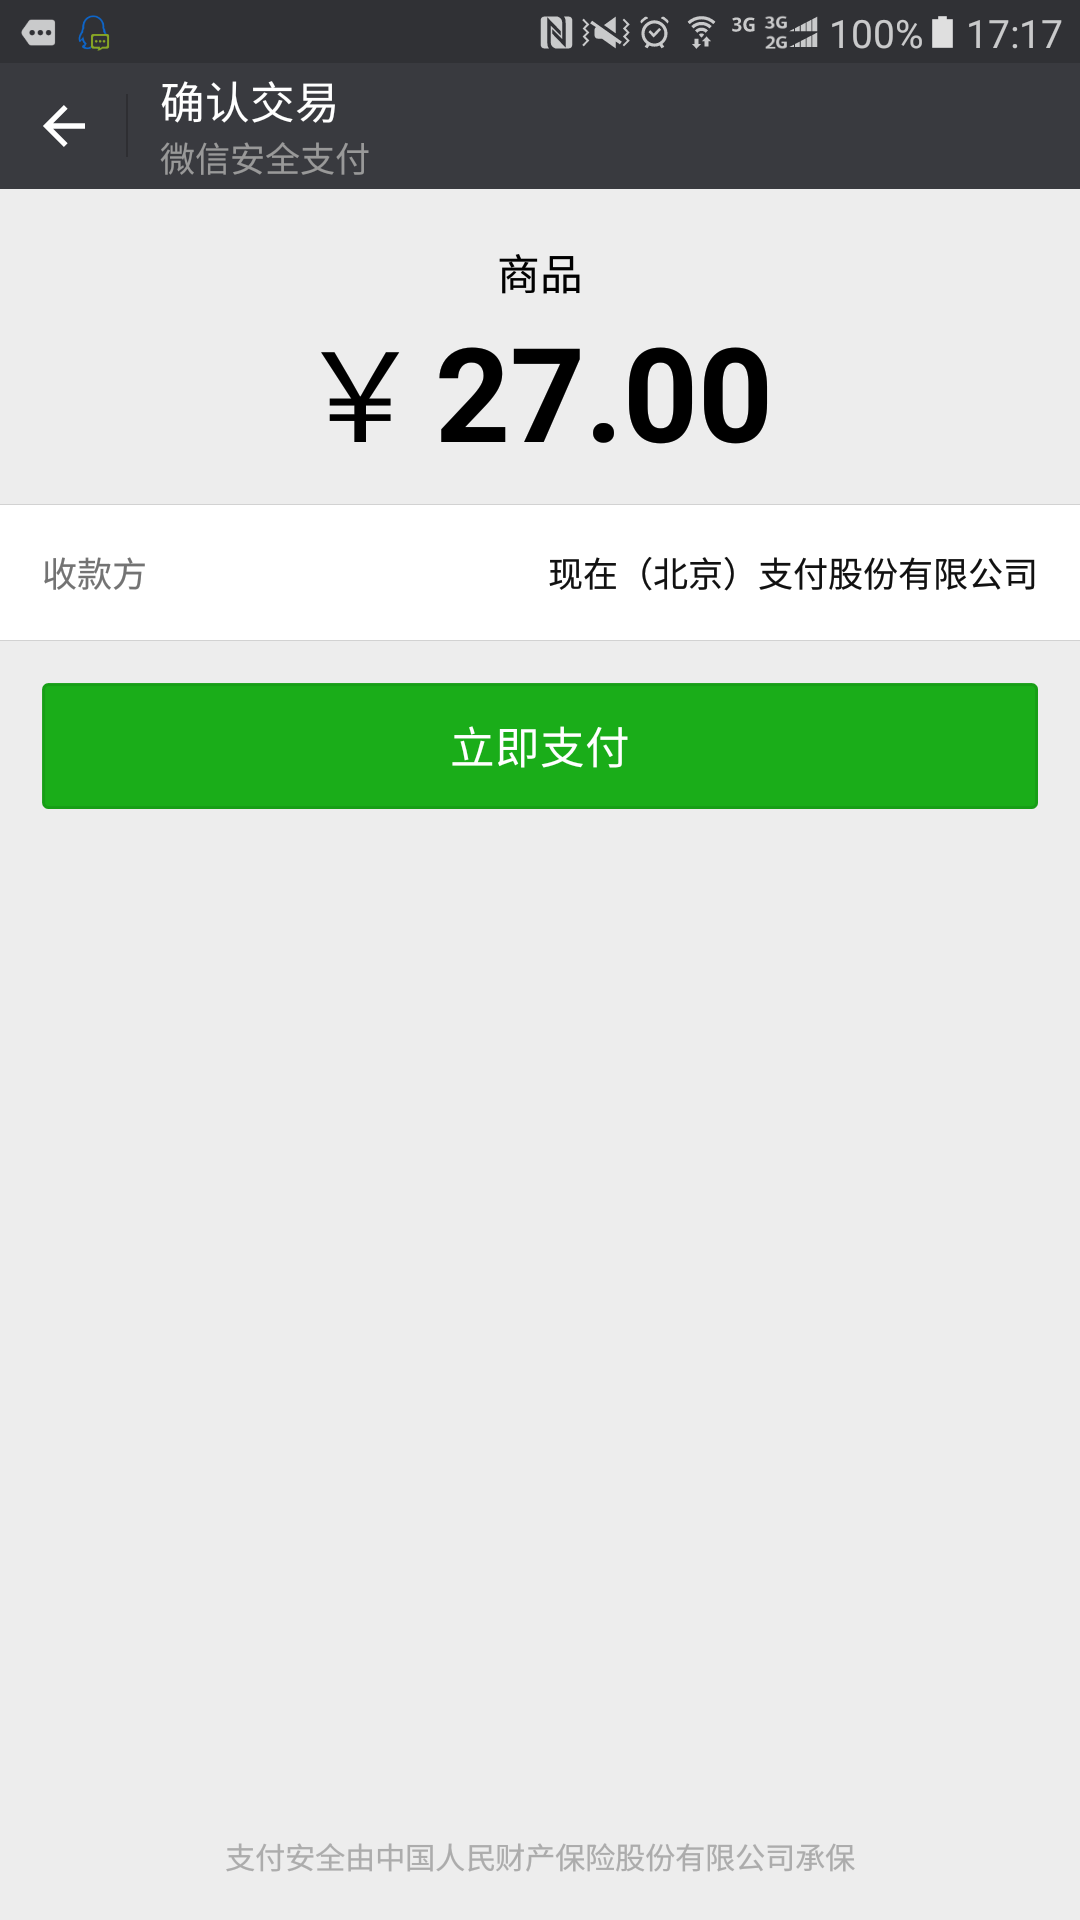 3G 3G 2G 100% 17:17
确认交易
微信安全支付
商品
￥27.00
收款方 现在（北京）支付股份有限公司
立即支付
支付安全由中国人民财产保险股份有限公司承保